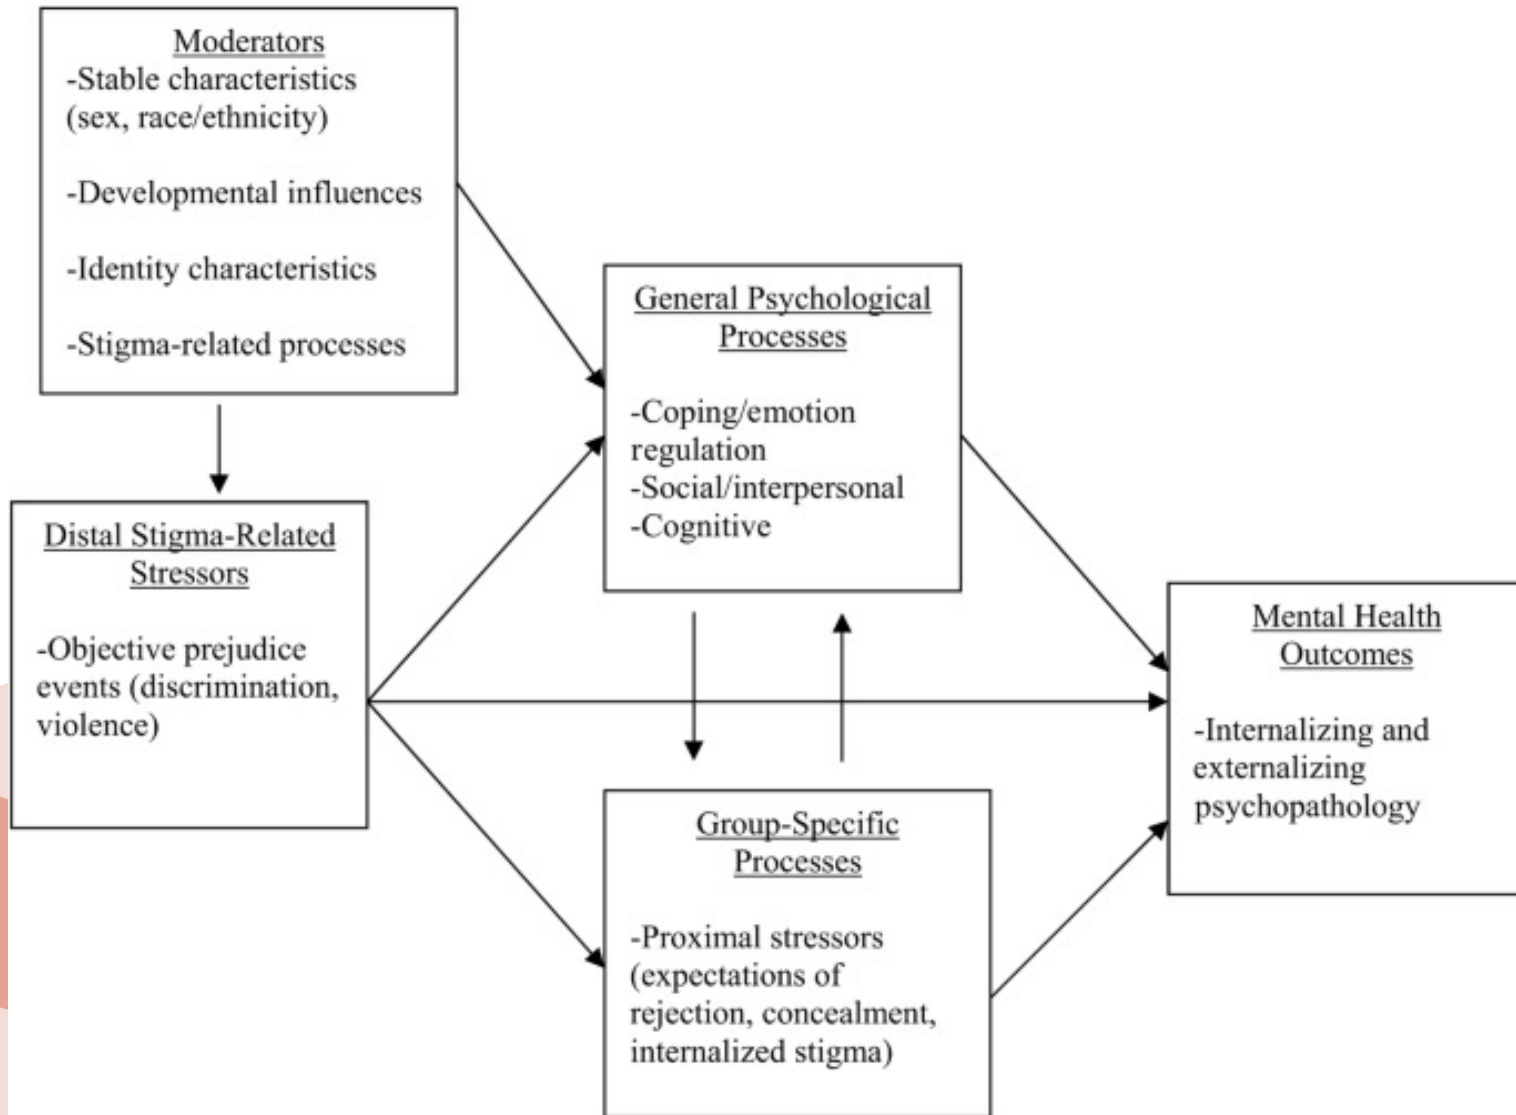 Moderators
-Stable characteristics
(sex, race/ethnicity)
-Developmental influences
-Identity characteristics
-Stigma-related processes
Distal Stigma-Related
Stressors
-Objective prejudice
events (discrimination,
violence)
General Psychological
Processes
-Coping/emotion
regulation
-Social/interpersonal
-Cognitive
Group-Specific
Processes
-Proximal stressors
(expectations of
rejection, concealment,
internalized stigma)
Mental Health
Outcomes
-Internalizing and
externalizing
psychopathology